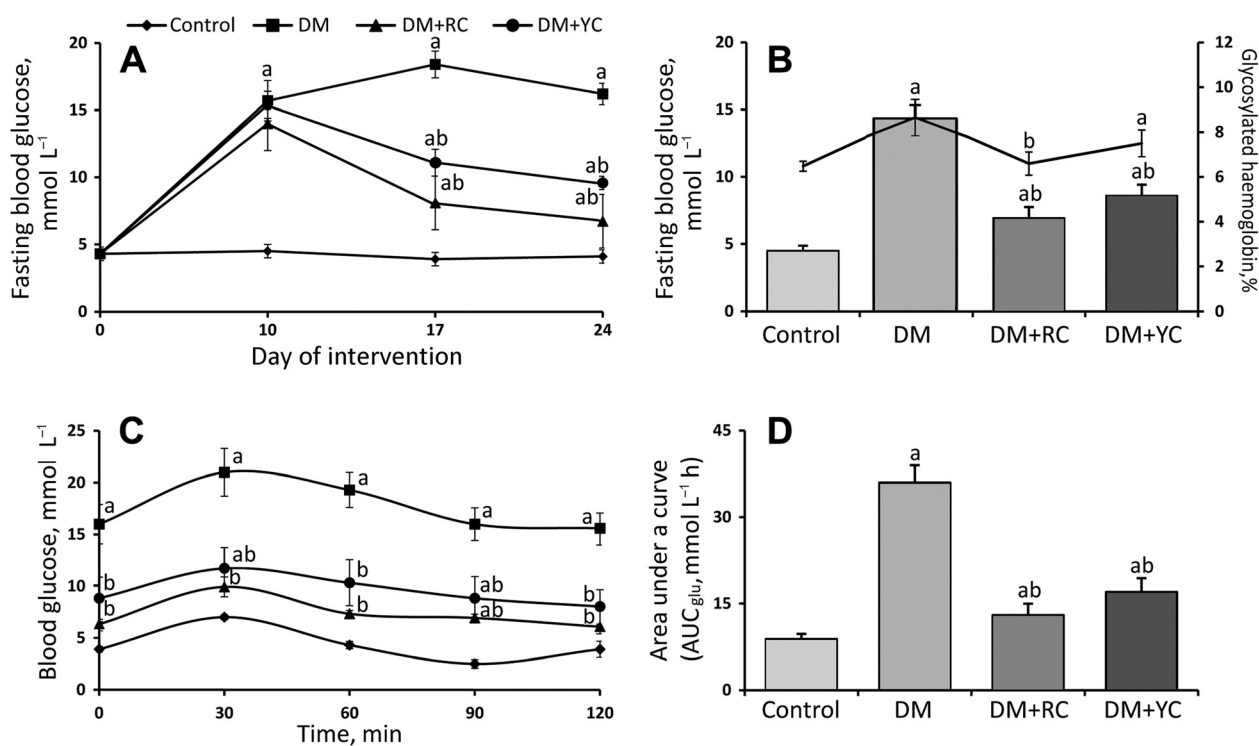 Control DM DM+RC DM+YC
A
Fasting blood glucose,
mmol L⁻¹
20
15
10
5
0
a
a
a
ab
ab
ab
ab
0 10 17 24
Day of intervention
B
Fasting blood glucose,
mmol L⁻¹
20
15
10
5
0
a
b
a
ab
ab
12
10
8
6
4
2
0
Glycosylated haemoglobin,%
Control DM DM+RC DM+YC
C
Blood glucose, mmol L⁻¹
25
20
15
10
5
0
a
a
a
a
a
b
ab
b
ab
b
b
b
b
ab
b
0 30 60 90 120
Time, min
D
Area under a curve
(AUC glu, mmol L⁻¹ h)
45
30
15
0
a
ab
ab
Control DM DM+RC DM+YC